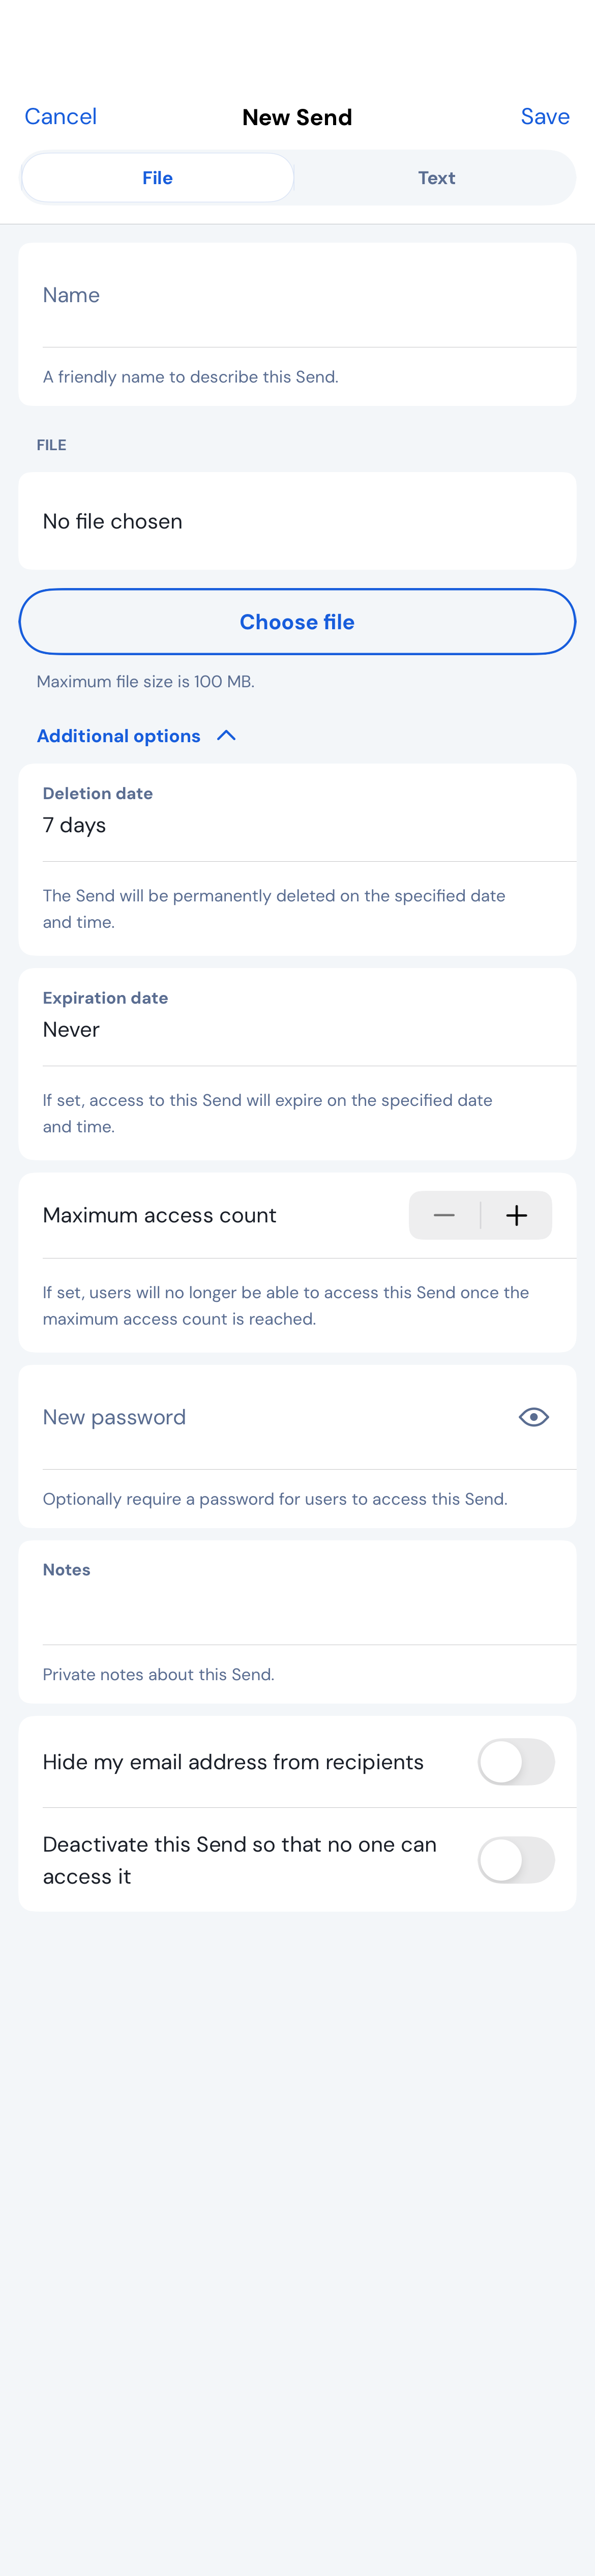 Cancel
New Send
Save
File
Text
Name
A friendly name to describe this Send.
FILE
No file chosen
Choose file
Maximum file size is 100 MB.
Additional options
Deletion date
7 days
The Send will be permanently deleted on the specified date
and time.
Expiration date
Never
If set, access to this Send will expire on the specified date
and time.
Maximum access count
If set, users will no longer be able to access this Send once the
maximum access count is reached.
New password
Optionally require a password for users to access this Send.
Notes
Private notes about this Send.
Hide my email address from recipients
Deactivate this Send so that no one can
access it